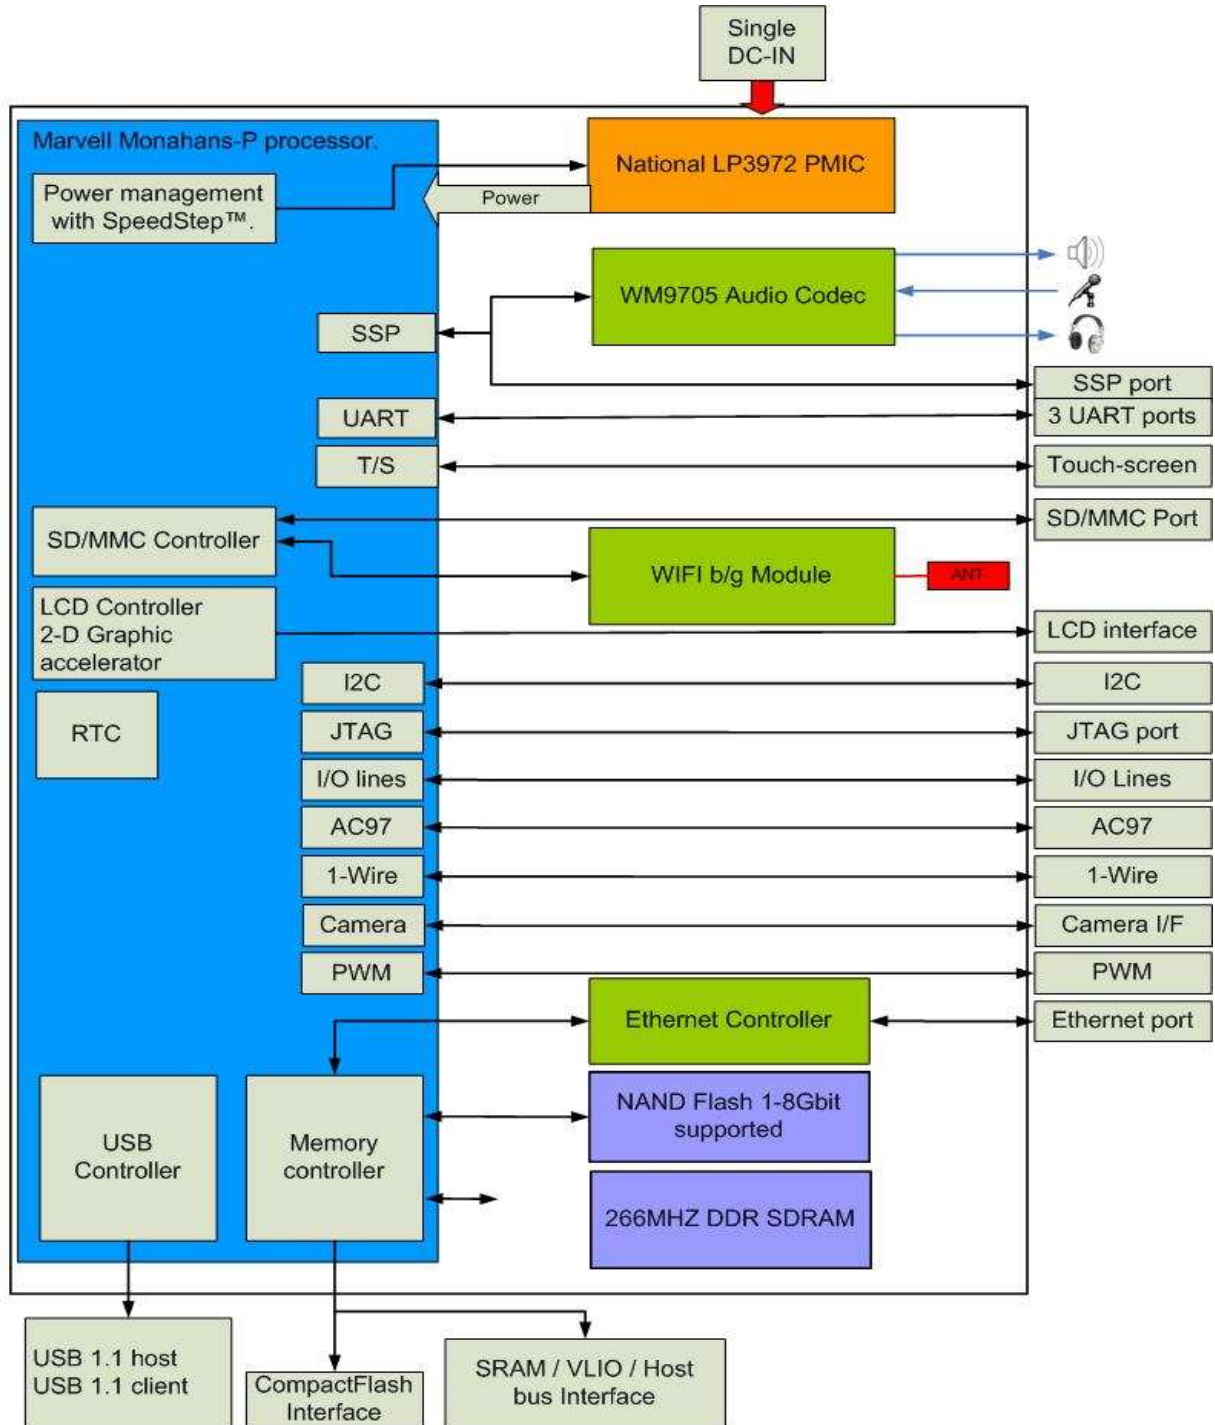 Single
DC-IN
Marvell Monahans-P processor.
National LP3972 PMIC
Power management
with SpeedStep™.
Power
WM9705 Audio Codec
SSP
SSP port
UART
3 UART ports
T/S
Touch-screen
SD/MMC Controller
SD/MMC Port
WIFI b/g Module
ANT
LCD Controller
2-D Graphic
accelerator
LCD interface
I2C
I2C
RTC
JTAG
JTAG port
I/O lines
I/O Lines
AC97
AC97
1-Wire
1-Wire
Camera
Camera I/F
PWM
PWM
Ethernet Controller
Ethernet port
USB
Controller
Memory
controller
NAND Flash 1-8Gbit
supported
266MHZ DDR SDRAM
USB 1.1 host
USB 1.1 client
CompactFlash
Interface
SRAM / VLIO / Host
bus Interface